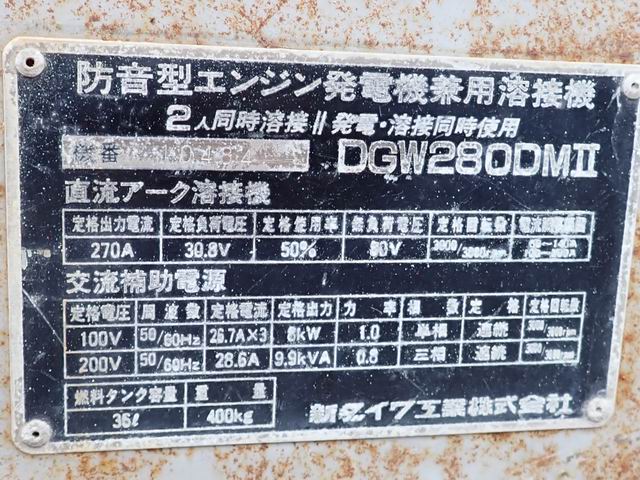 防音型エンジン発電機兼用溶接機
2人同時溶接 // 発電・溶接同時使用
機番 DGW280DMII
直流アーク溶接機
定格出力電流 定格負荷電圧 定格使用率 無負荷電圧 定格回転数
270A 30.8V 50% 80V
交流補助電源
定格電圧 周波数 定格電流 定格出力 力率 相数 定格 定格回転数
100V 50/60Hz 26.7A×3 8kW 1.0 単相 連続
200V 50/60Hz 28.6A 9.9kVA 0.8 三相 連続
燃料タンク容量 重量
36ℓ 400kg
新ダイワ工業株式会社